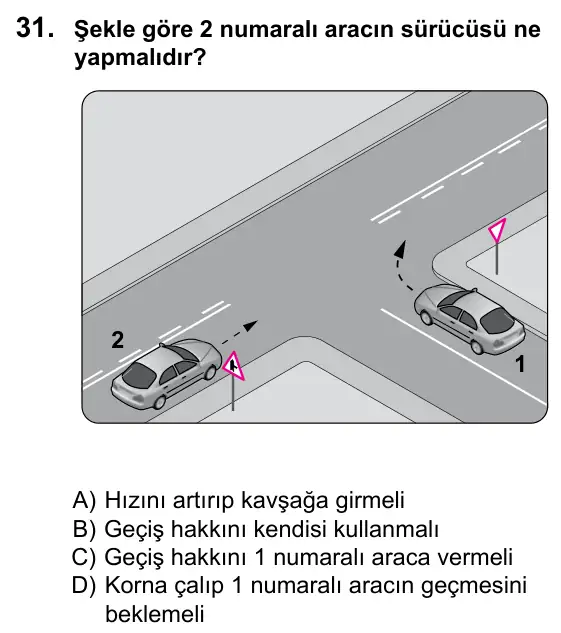 31. Şekle göre 2 numaralı aracın sürücüsü ne
yapmalıdır?
2
1
A) Hızını artırıp kavşağa girmeli
B) Geçiş hakkını kendisi kullanmalı
C) Geçiş hakkını 1 numaralı araca vermeli
D) Korna çalıp 1 numaralı aracın geçmesini
beklemeli